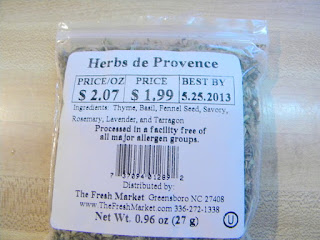 Herbs de Provence
PRICE/OZ PRICE BEST BY
$ 2.07 $ 1.99 5.25.2013
Ingredients: Thyme, Basil, Fennel Seed, Savory,
Rosemary, Lavender, and Tarragon
Processed in a facility free of
all major allergen groups.
Distributed by:
The Fresh Market Greensboro NC 27408
www.TheFreshMarket.com 336-272-1338
Net Wt. 0.96 oz (27 g)
U